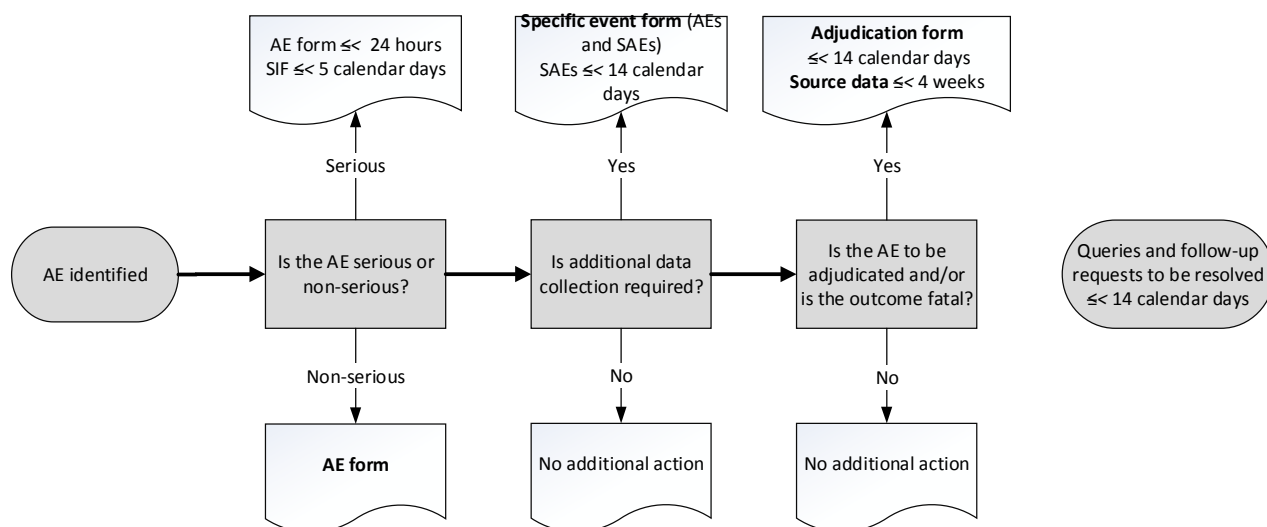 AE form ≦< 24 hours
SIF ≦< 5 calendar days
Specific event form (AEs
and SAEs)
SAEs ≦< 14 calendar
days
Adjudication form
≦< 14 calendar days
Source data ≦< 4 weeks
Serious
Yes
Yes
AE identified
Is the AE serious or
non-serious?
Is additional data
collection required?
Is the AE to be
adjudicated and/or
is the outcome fatal?
Queries and follow-up
requests to be resolved
≦< 14 calendar days
Non-serious
No
No
AE form
No additional action
No additional action